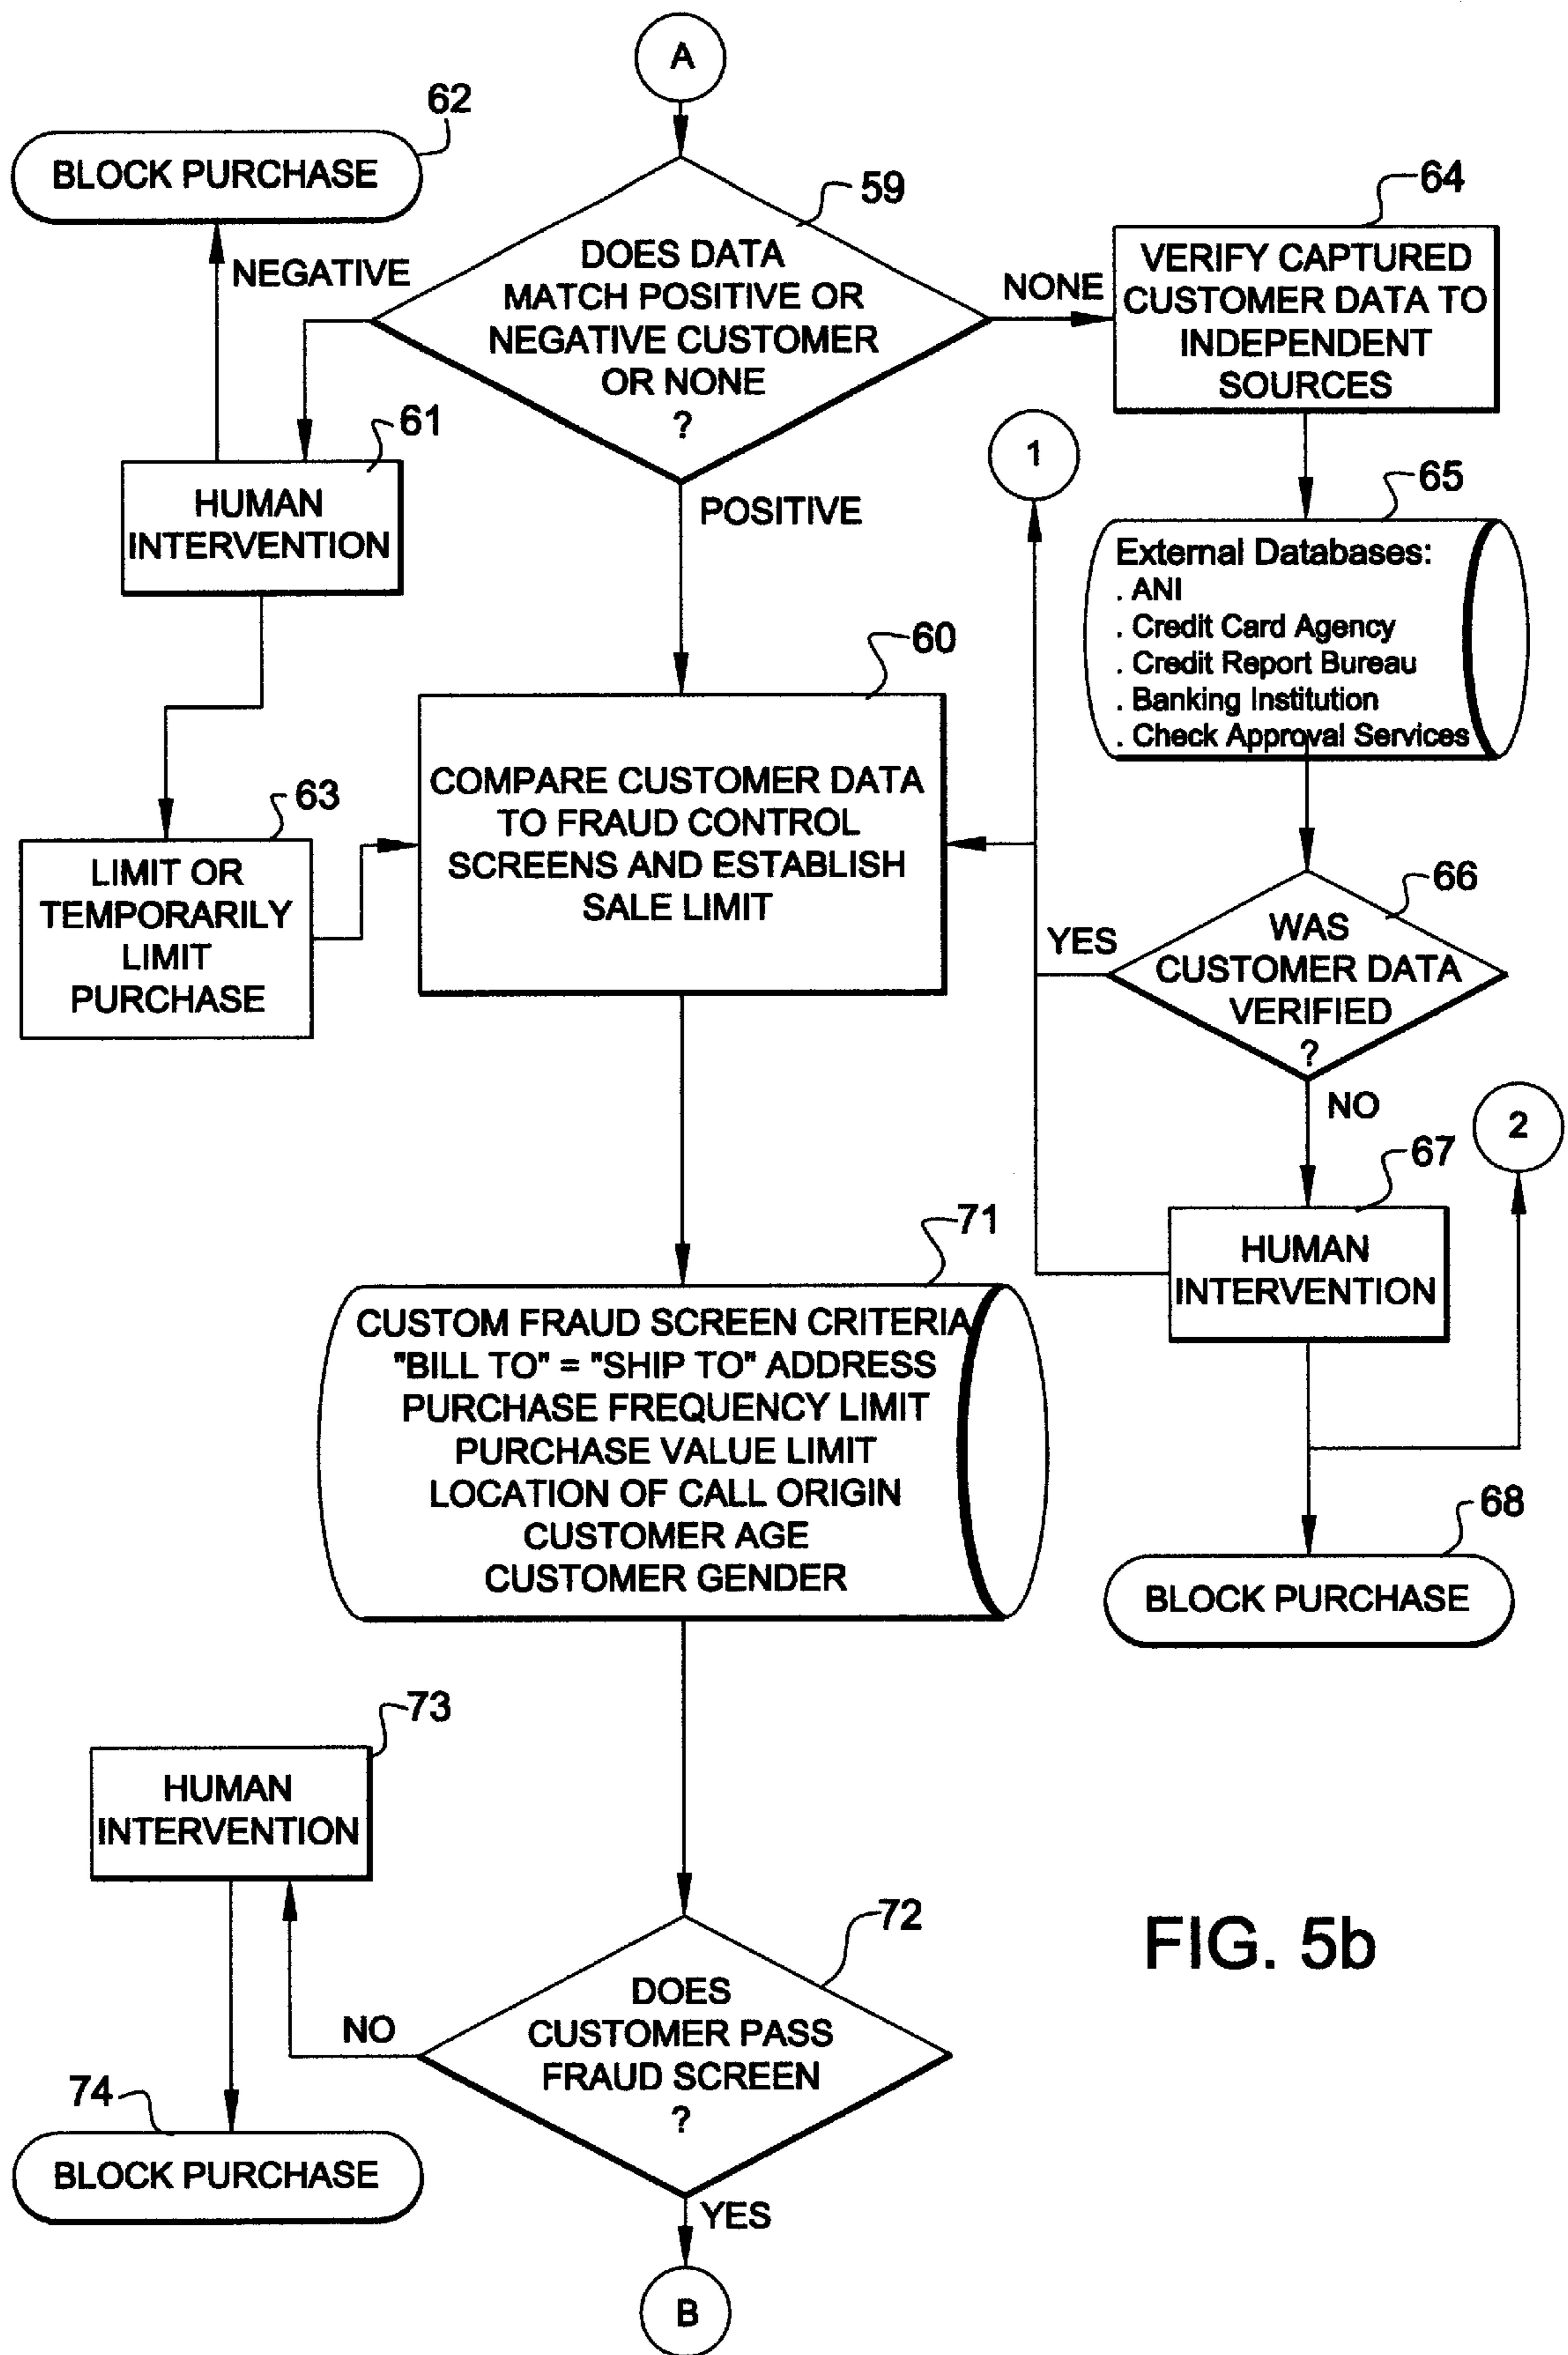 A
62
BLOCK PURCHASE
59
64
DOES DATA
MATCH POSITIVE OR
NEGATIVE CUSTOMER
OR NONE
?
NEGATIVE
NONE
VERIFY CAPTURED
CUSTOMER DATA TO
INDEPENDENT
SOURCES
61
HUMAN
INTERVENTION
POSITIVE
1
65
External Databases:
. ANI
. Credit Card Agency
. Credit Report Bureau
. Banking Institution
. Check Approval Services
60
COMPARE CUSTOMER DATA
TO FRAUD CONTROL
SCREENS AND ESTABLISH
SALE LIMIT
63
LIMIT OR
TEMPORARILY
LIMIT
PURCHASE
66
YES
WAS
CUSTOMER DATA
VERIFIED
?
NO
2
67
HUMAN
INTERVENTION
71
CUSTOM FRAUD SCREEN CRITERIA
"BILL TO" = "SHIP TO" ADDRESS
PURCHASE FREQUENCY LIMIT
PURCHASE VALUE LIMIT
LOCATION OF CALL ORIGIN
CUSTOMER AGE
CUSTOMER GENDER
68
BLOCK PURCHASE
73
HUMAN
INTERVENTION
72
DOES
CUSTOMER PASS
FRAUD SCREEN
?
NO
74
BLOCK PURCHASE
YES
B
FIG. 5b